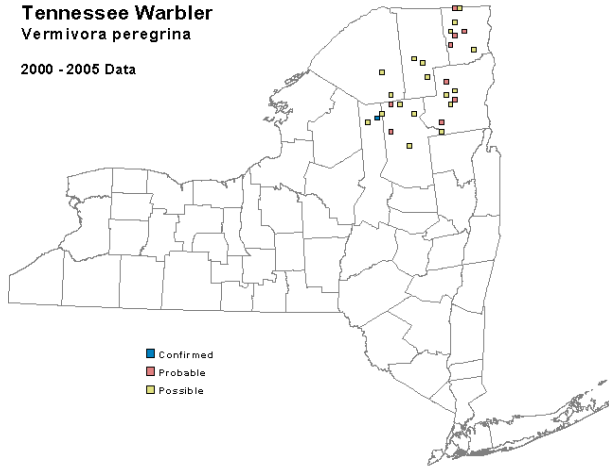 Tennessee Warbler
Vermivora peregrina
2000 - 2005 Data
Confirmed
Probable
Possible